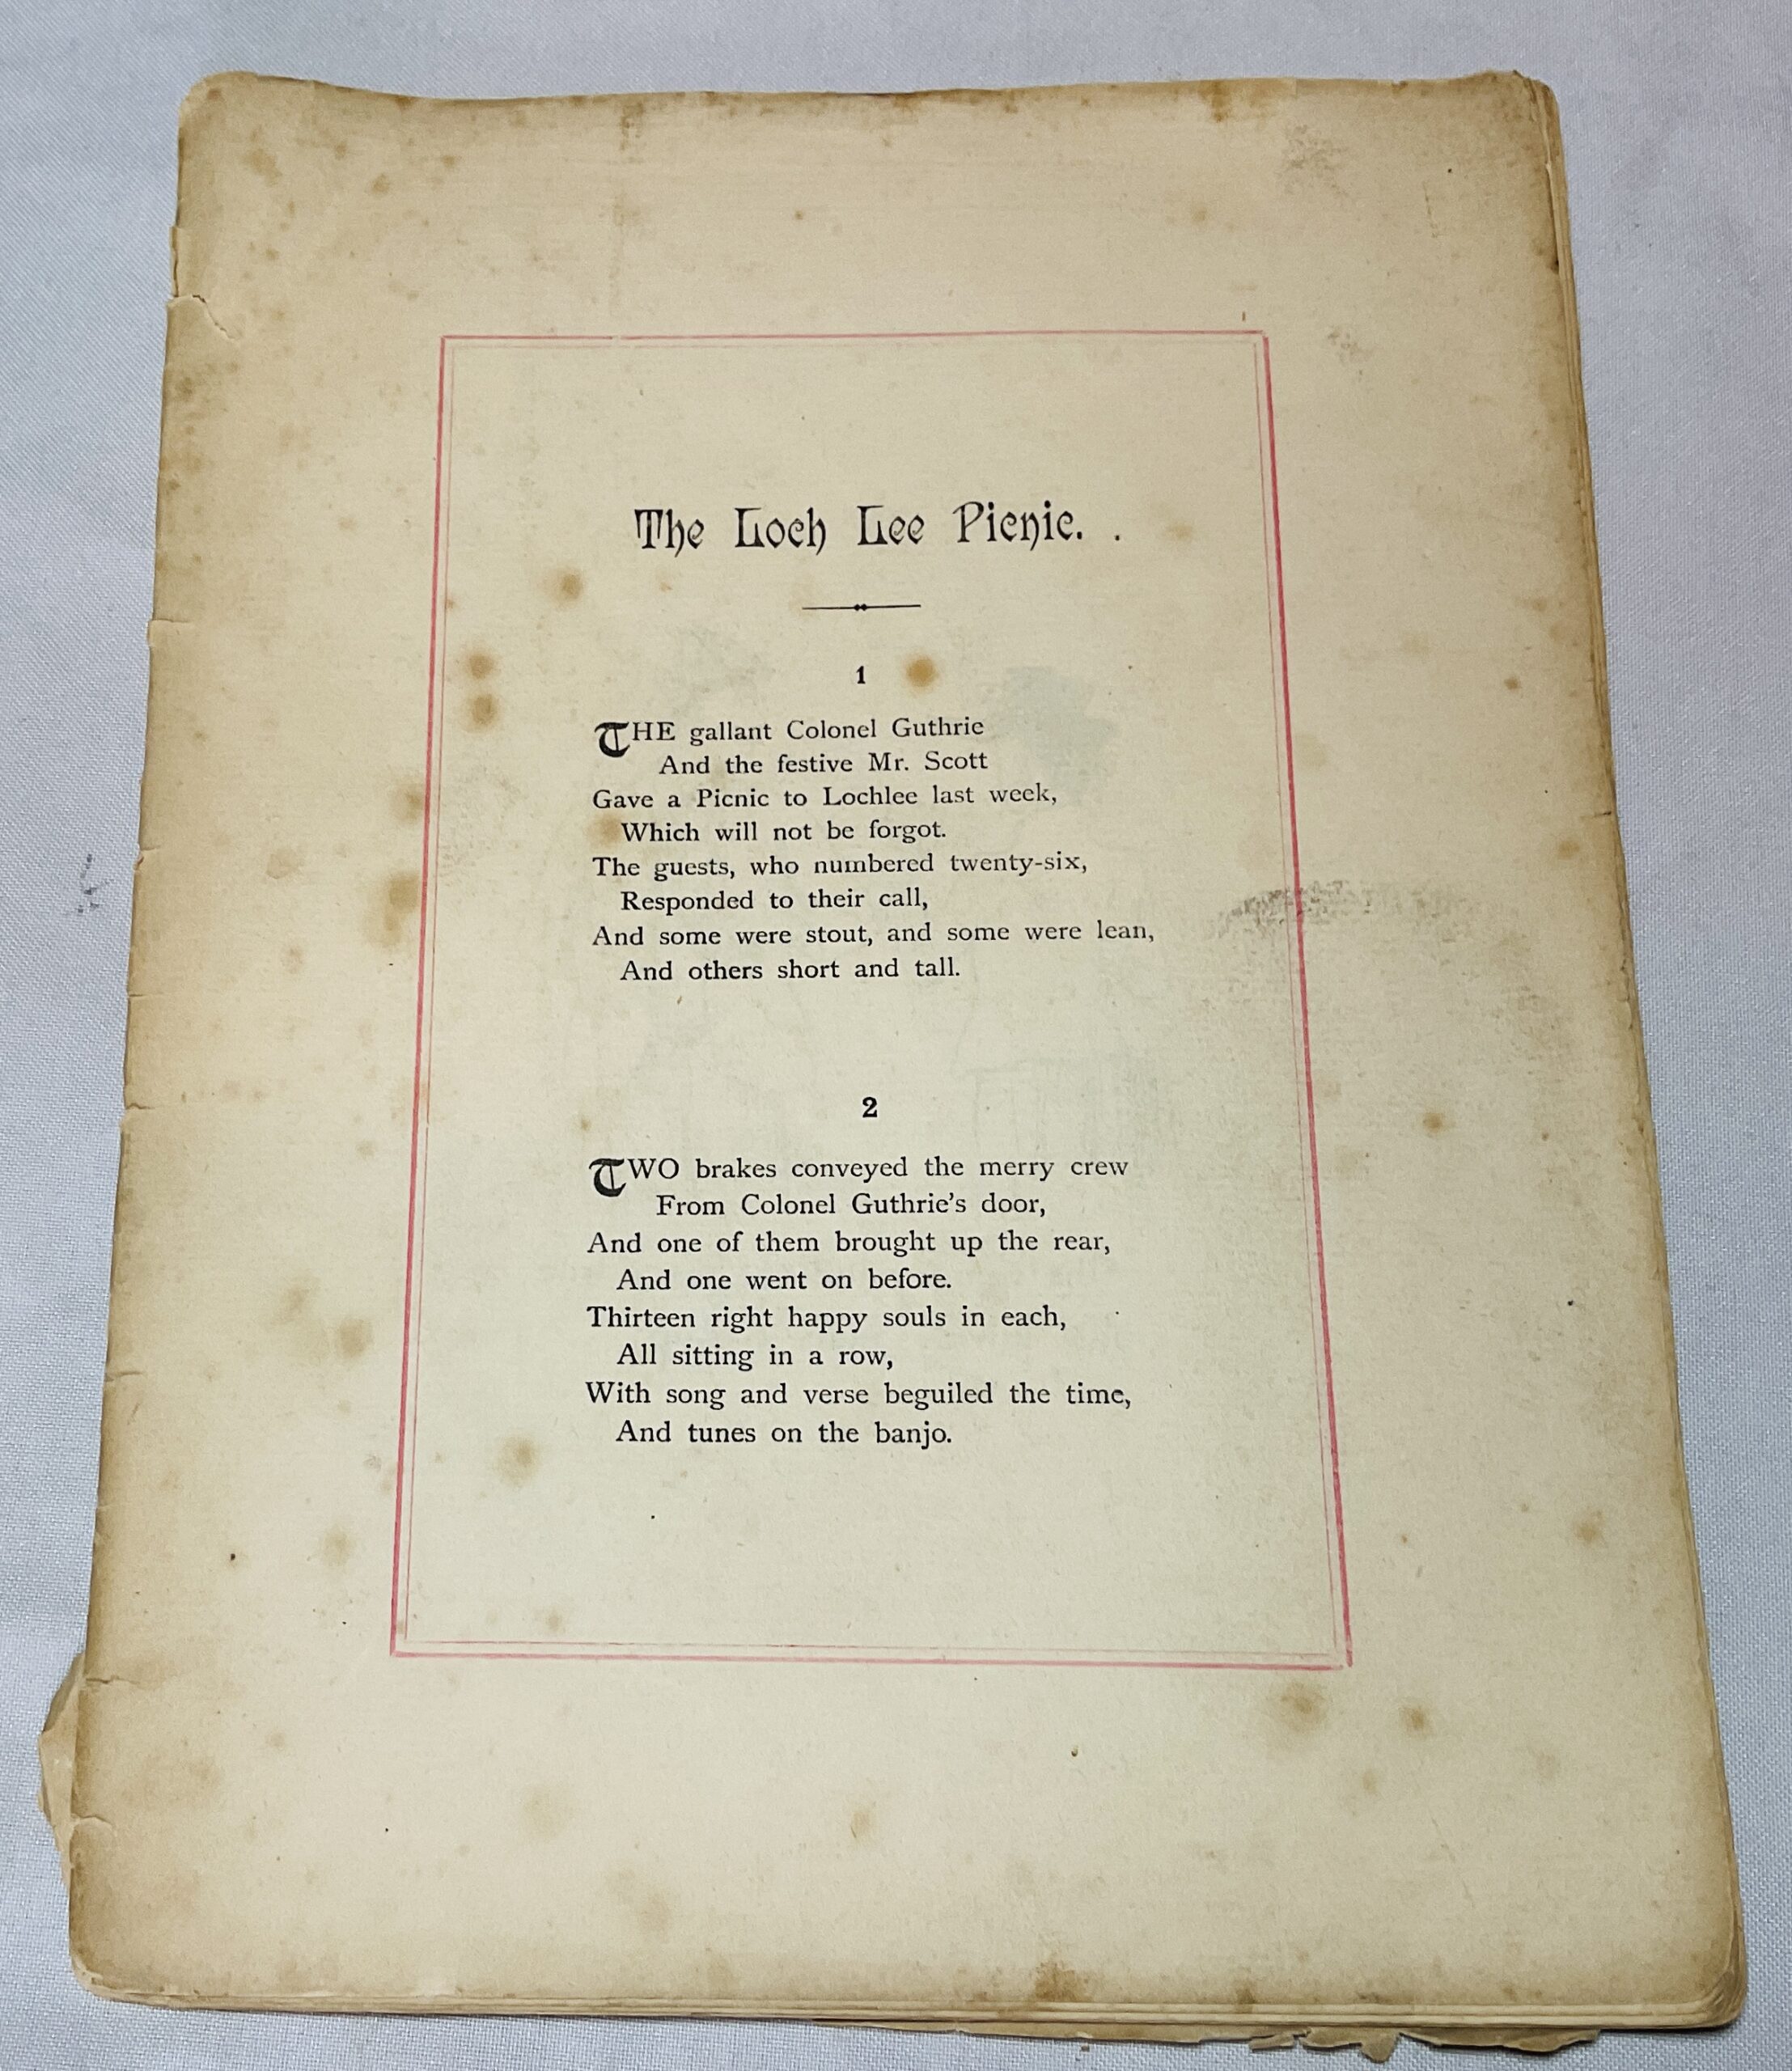 The Loch Lee Picnic.
1
THE gallant Colonel Guthrie
And the festive Mr. Scott
Gave a Picnic to Lochlee last week,
Which will not be forgot.
The guests, who numbered twenty-six,
Responded to their call,
And some were stout, and some were lean,
And others short and tall.
2
TWO brakes conveyed the merry crew
From Colonel Guthrie's door,
And one of them brought up the rear,
And one went on before.
Thirteen right happy souls in each,
All sitting in a row,
With song and verse beguiled the time,
And tunes on the banjo.